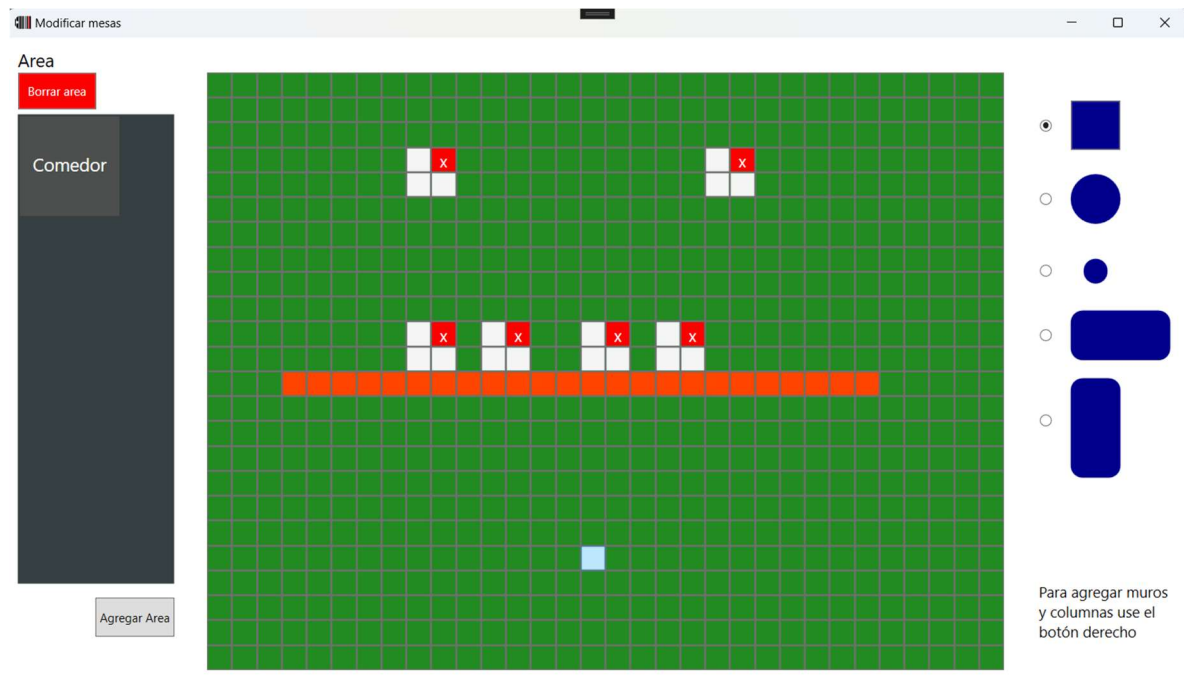 Modificar mesas
Area
Borrar area
Comedor
x x
x x x x
Agregar Area
Para agregar muros
y columnas use el
botón derecho